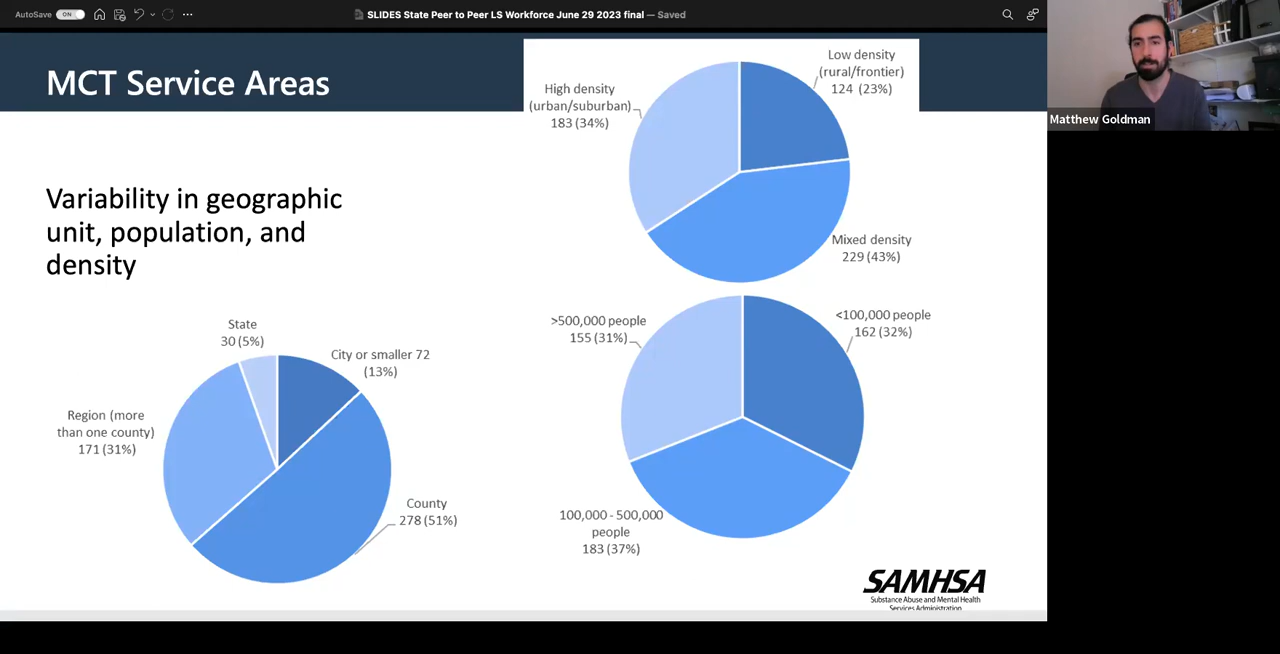 AutoSave ON
SLIDES State Peer to Peer LS Workforce June 29 2023 final — Saved
MCT Service Areas
Matthew Goldman
Variability in geographic
unit, population, and
density
High density
(urban/suburban)
183 (34%)
Low density
(rural/frontier)
124 (23%)
Mixed density
229 (43%)
>500,000 people
155 (31%)
<100,000 people
162 (32%)
100,000 - 500,000
people
183 (37%)
State
30 (5%)
City or smaller 72
(13%)
Region (more
than one county)
171 (31%)
County
278 (51%)
SAMHSA
Substance Abuse and Mental Health
Services Administration